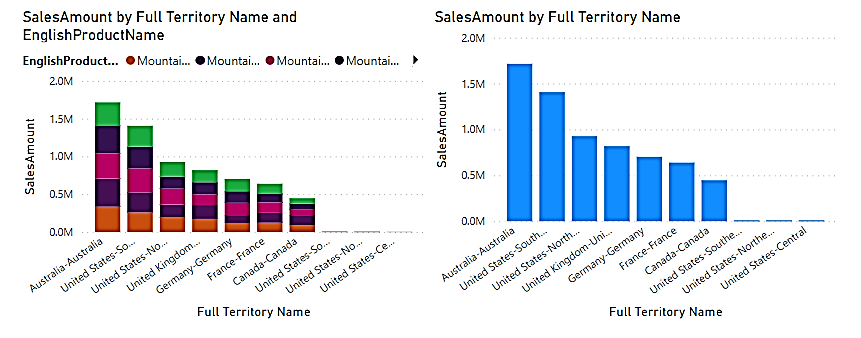 SalesAmount by Full Territory Name and
EnglishProductName
EnglishProduct... Mountai... Mountai... Mountai... Mountai...
2.0M
1.5M
1.0M
0.5M
0.0M
SalesAmount
Australia-Australia
United States-So...
United States-No...
United Kingdom...
Germany-Germany
France-France
Canada-Canada
United States-So...
United States-No...
United States-Ce...
Full Territory Name
SalesAmount by Full Territory Name
2.0M
1.5M
1.0M
0.5M
0.0M
SalesAmount
Australia-Australia
United States-South...
United States-North...
United Kingdom-Uni...
Germany-Germany
France-France
Canada-Canada
United States-Southe...
United States-Northe...
United States-Central
Full Territory Name